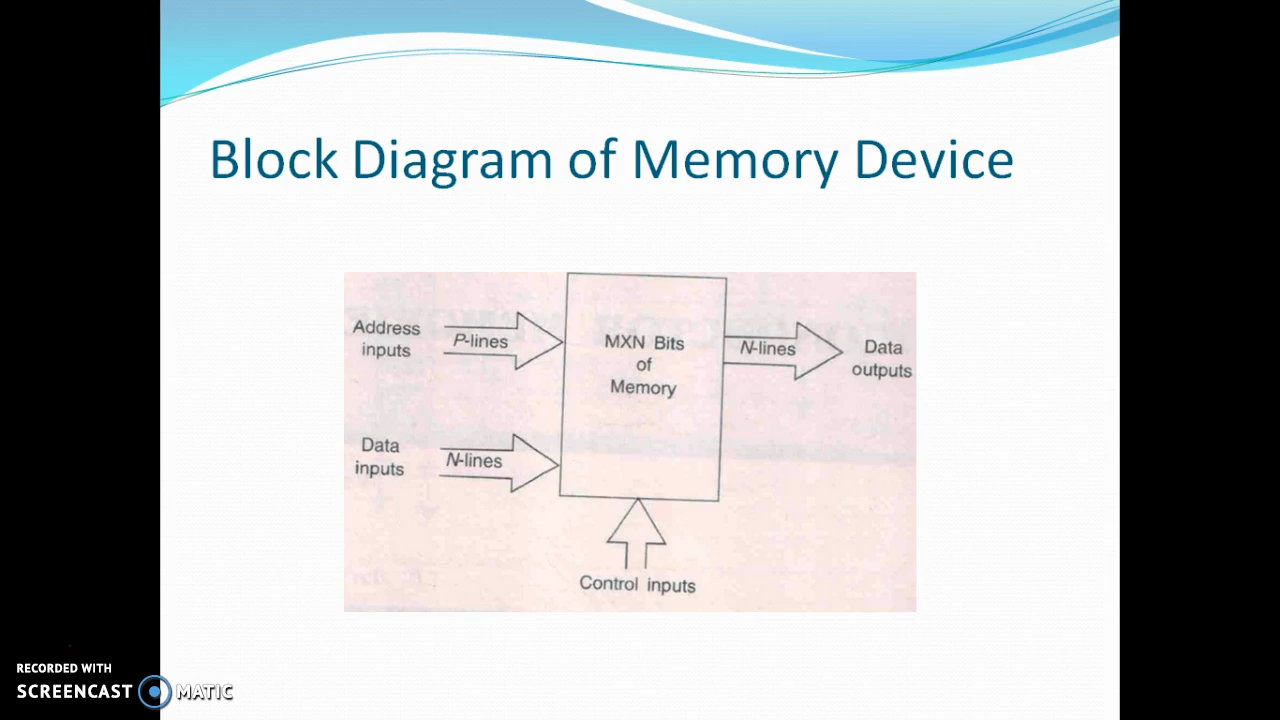 Block Diagram of Memory Device
Address
inputs
P-lines
MXN Bits
of
Memory
N-lines
Data
outputs
Data
inputs
N-lines
Control inputs
RECORDED WITH
SCREENCAST MATIC